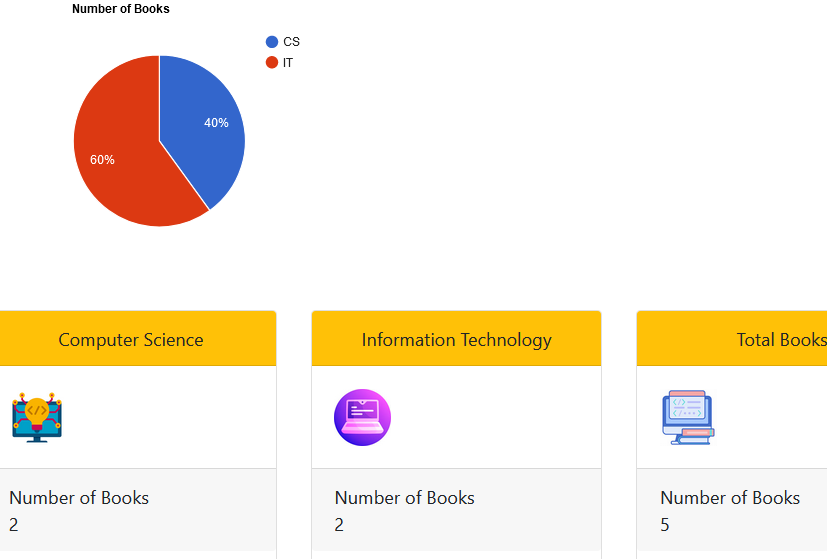 Number of Books
CS
IT
40%
60%
Computer Science
Information Technology
Total Books
</>
</>
</...>
Number of Books
2
Number of Books
2
Number of Books
5